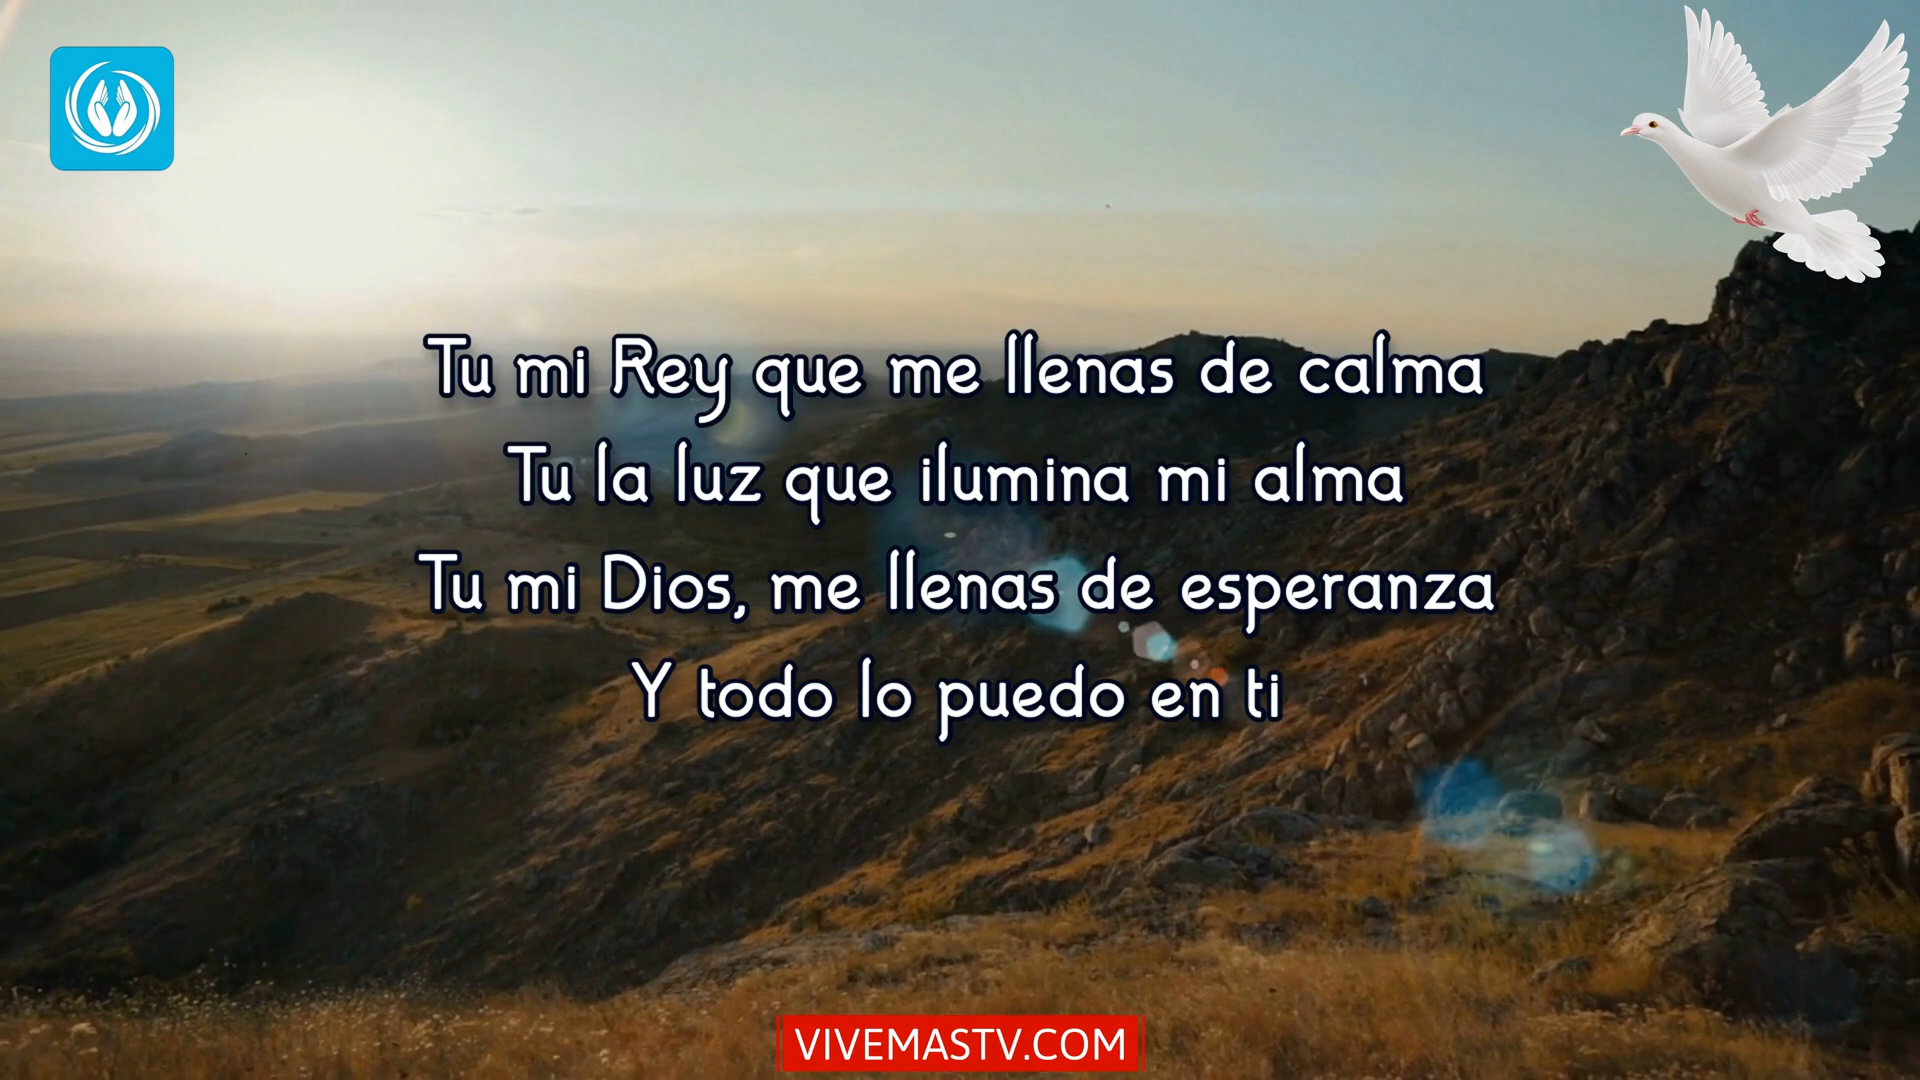 Tu mi Rey que me llenas de calma
Tu la luz que ilumina mi alma
Tu mi Dios, me llenas de esperanza
Y todo lo puedo en ti
VIVEMASTV.COM